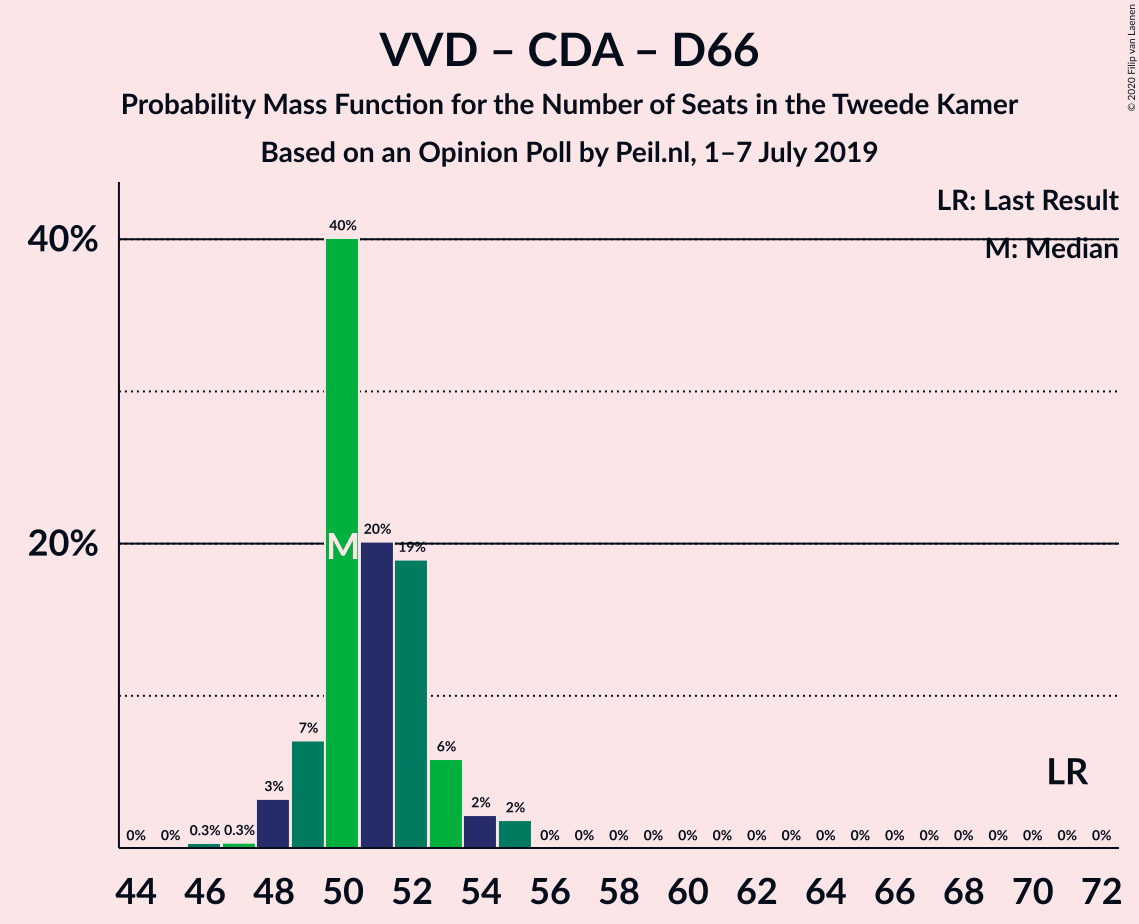 VVD – CDA – D66
Probability Mass Function for the Number of Seats in the Tweede Kamer
Based on an Opinion Poll by Peil.nl, 1–7 July 2019
© 2020 Filip van Laenen
LR: Last Result
M: Median
40%
20%
0% 0% 0.3% 0.3% 3% 7% 40% 20% 19% 6% 2% 2% 0% 0% 0% 0% 0% 0% 0% 0% 0% 0% 0% 0% 0% 0% 0% 0% 0%
M
LR
44 46 48 50 52 54 56 58 60 62 64 66 68 70 72